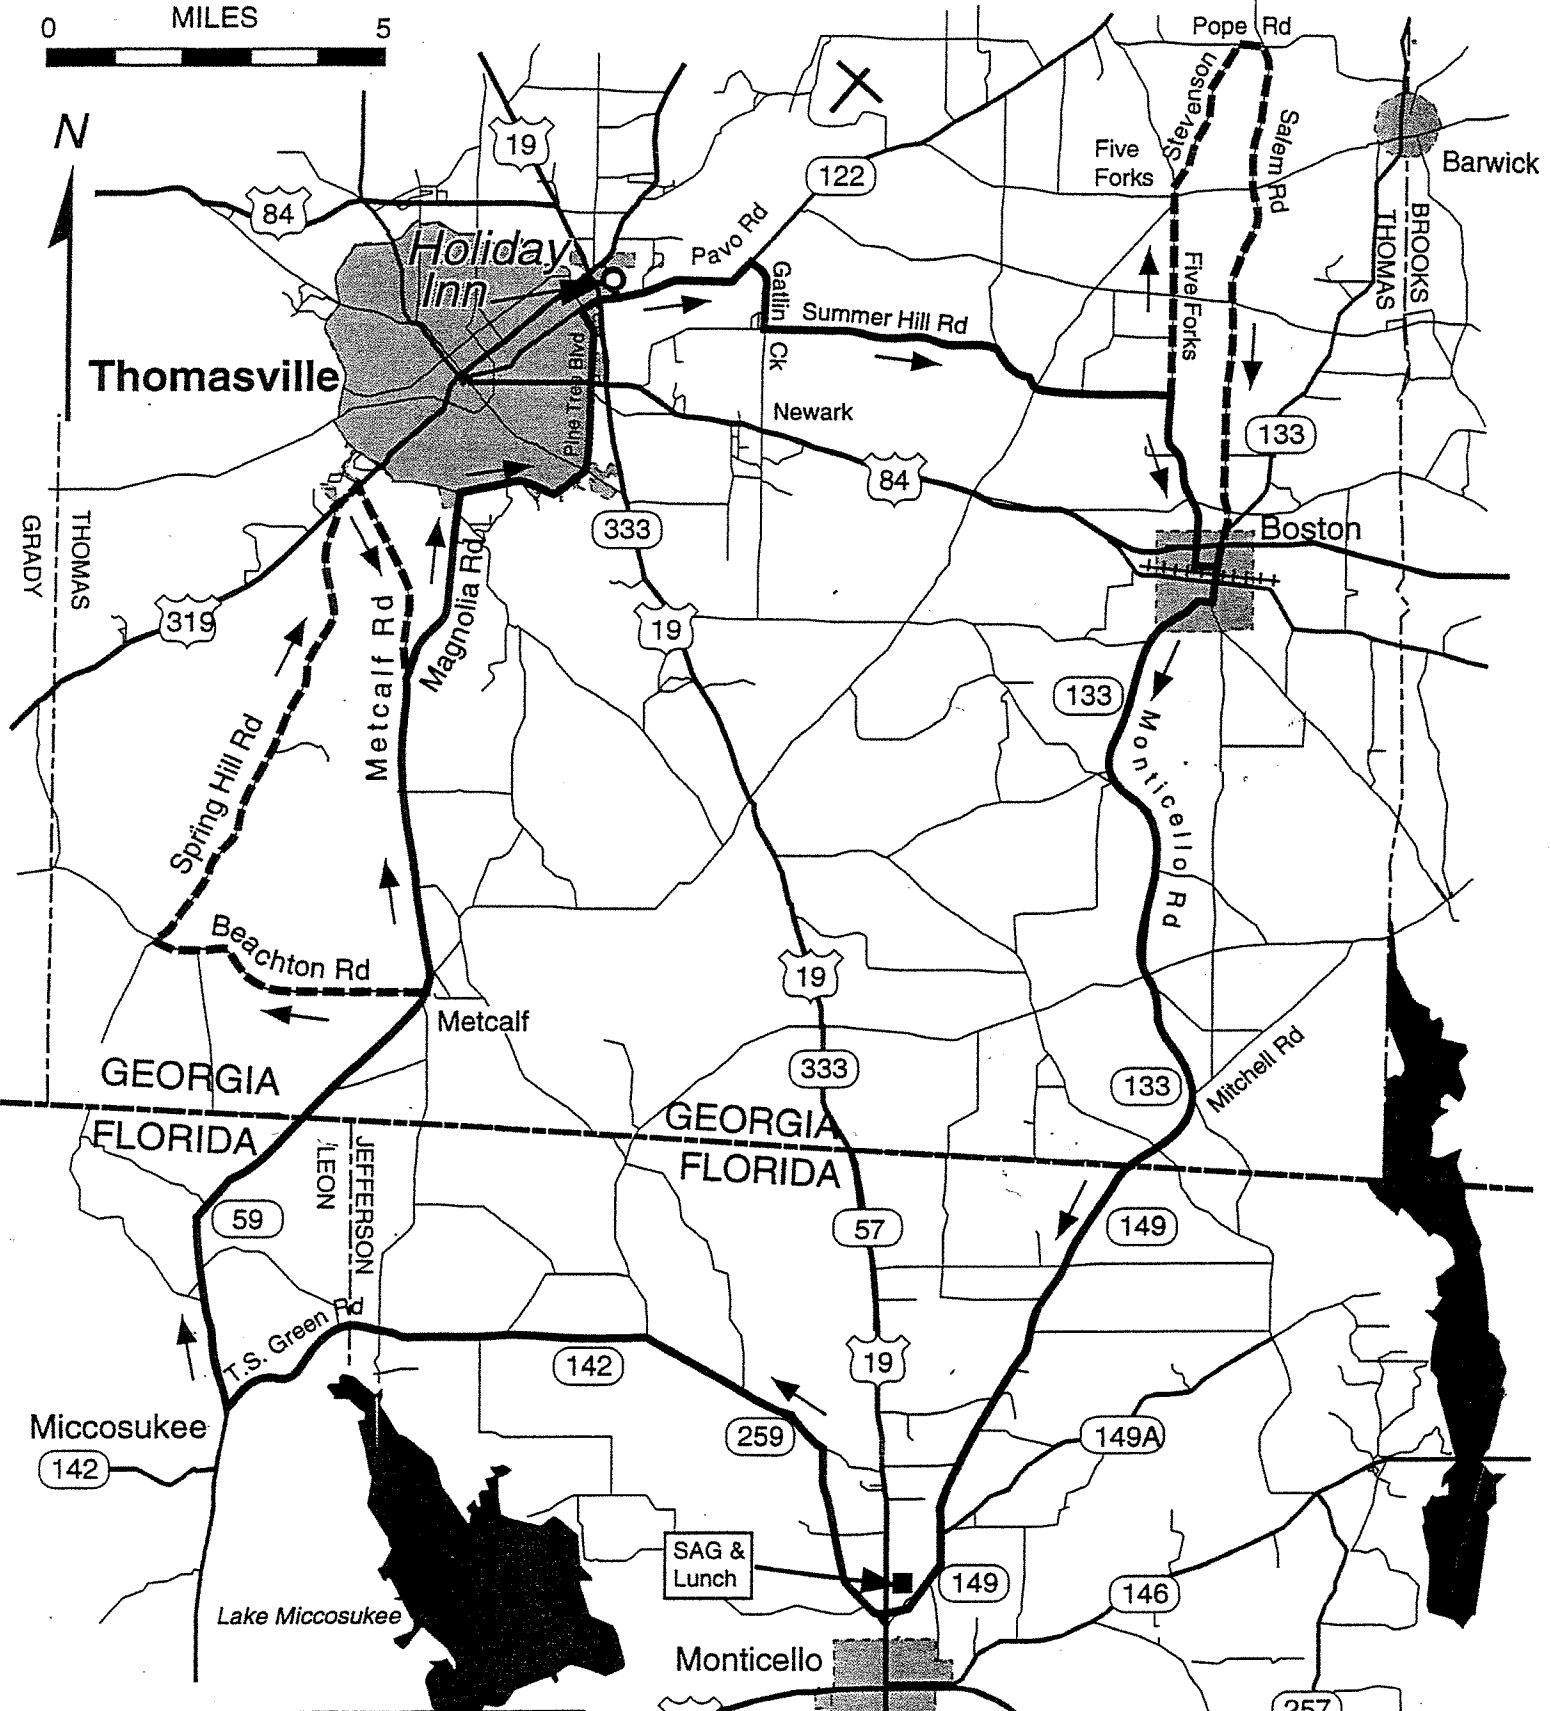 MILES
0 5
N
19
84
122
Pope Rd
Stevenson
Salem Rd
Five
Forks
Barwick
BROOKS
THOMAS
Holiday
Inn
Pavo Rd
Gatlin
Ck
Summer Hill Rd
Five Forks
Thomasville
Pine Tree Blvd
Newark
133
84
333
Boston
GRADY
THOMAS
319
19
Metcalf Rd
Magnolia Rd
133
Monticello Rd
Spring Hill Rd
Beachton Rd
19
Metcalf
333
133
Mitchell Rd
GEORGIA
FLORIDA
GEORGIA
FLORIDA
LEON
JEFFERSON
59
57
149
T.S. Green Rd
142
19
259
149A
Miccosukee
142
SAG &
Lunch
149
146
Lake Miccosukee
Monticello
257